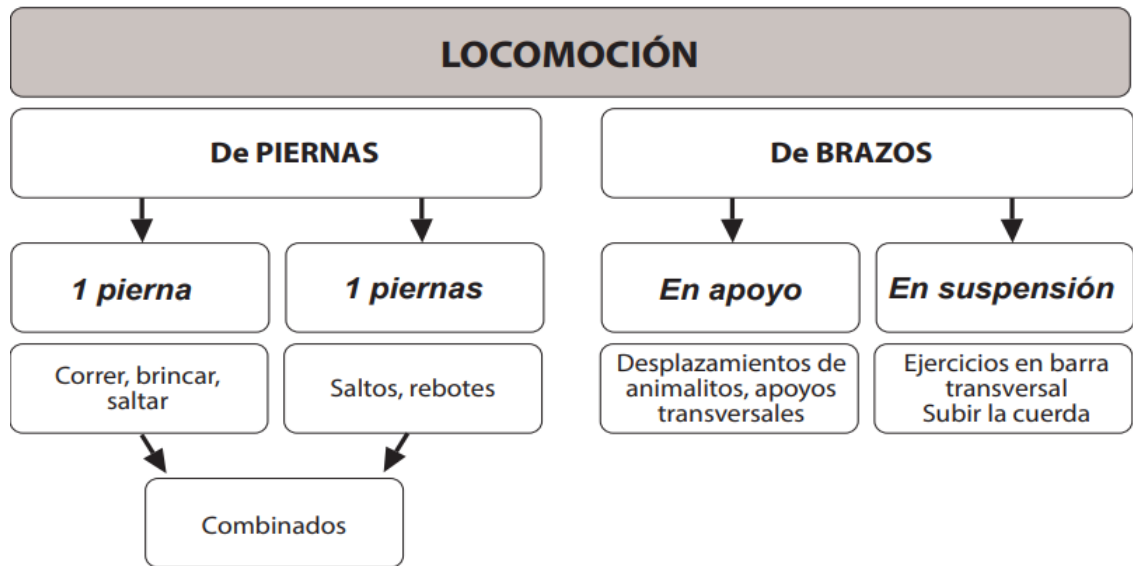 LOCOMOCIÓN
De PIERNAS
De BRAZOS
1 pierna
1 piernas
En apoyo
En suspensión
Correr, brincar,
saltar
Saltos, rebotes
Desplazamientos de
animalitos, apoyos
transversales
Ejercicios en barra
transversal
Subir la cuerda
Combinados